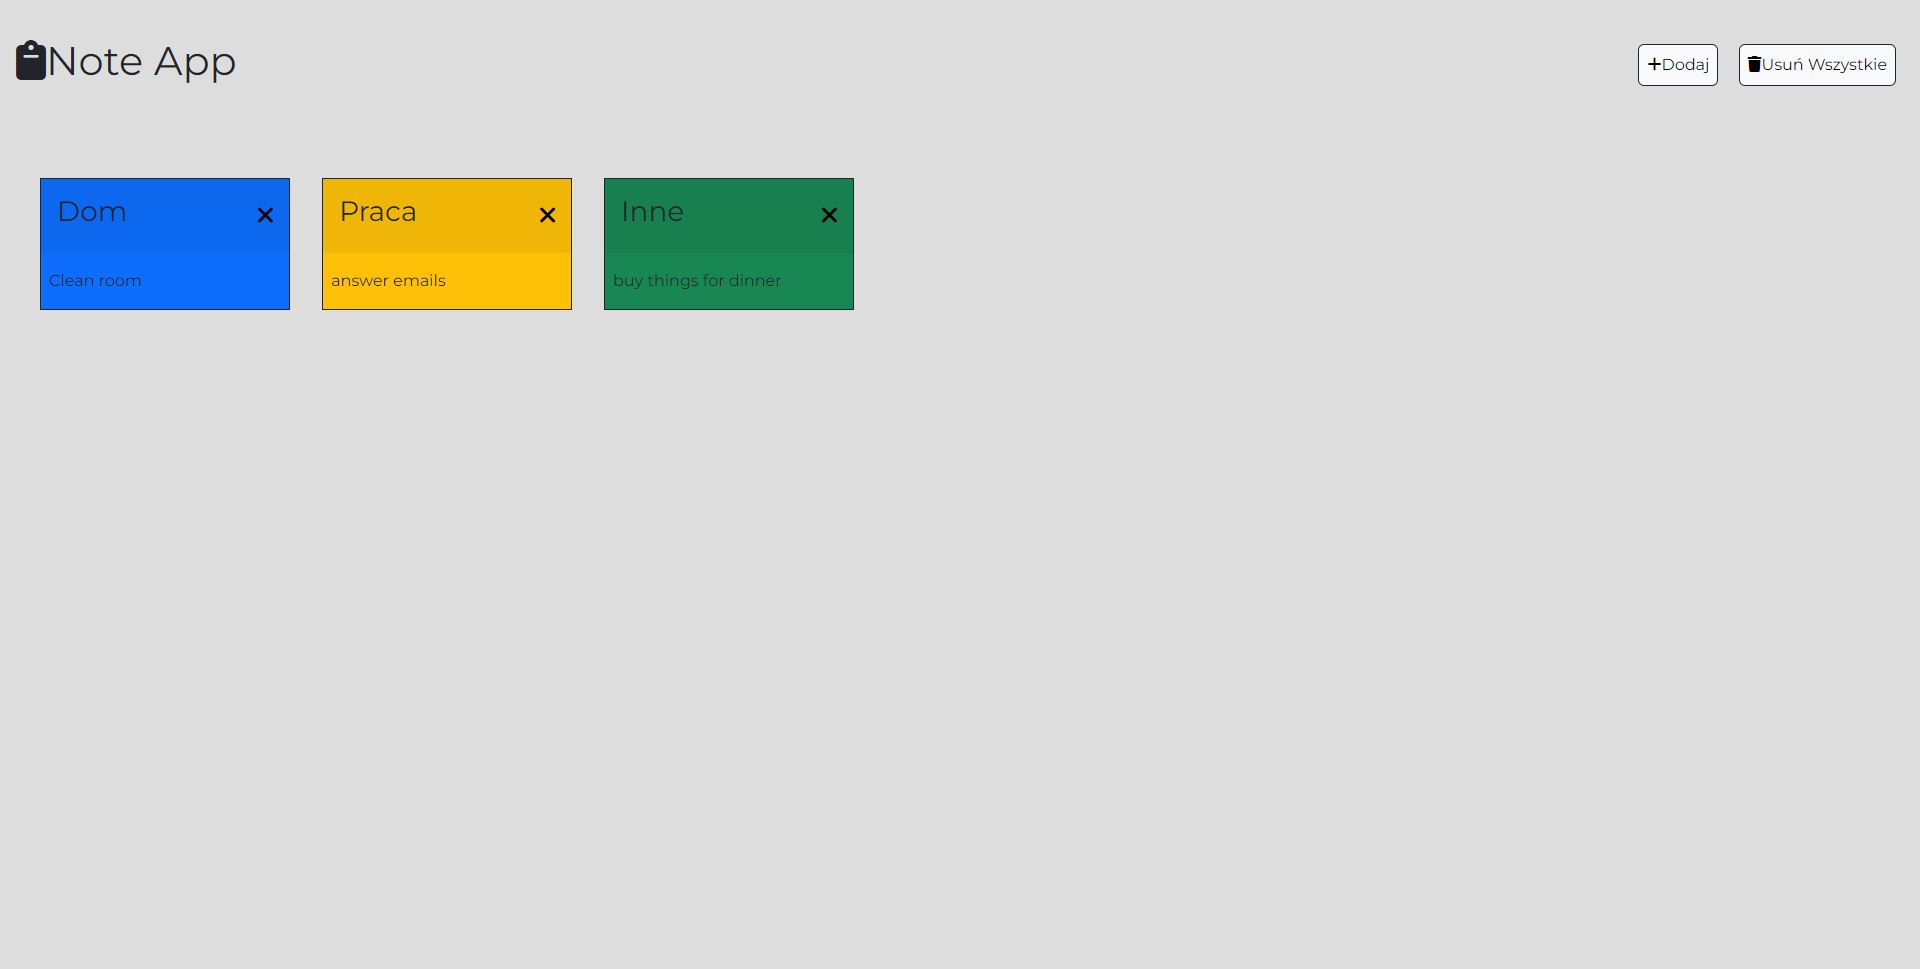 Note App
Dodaj
Usuń Wszystkie
Dom
Clean room
Praca
answer emails
Inne
buy things for dinner